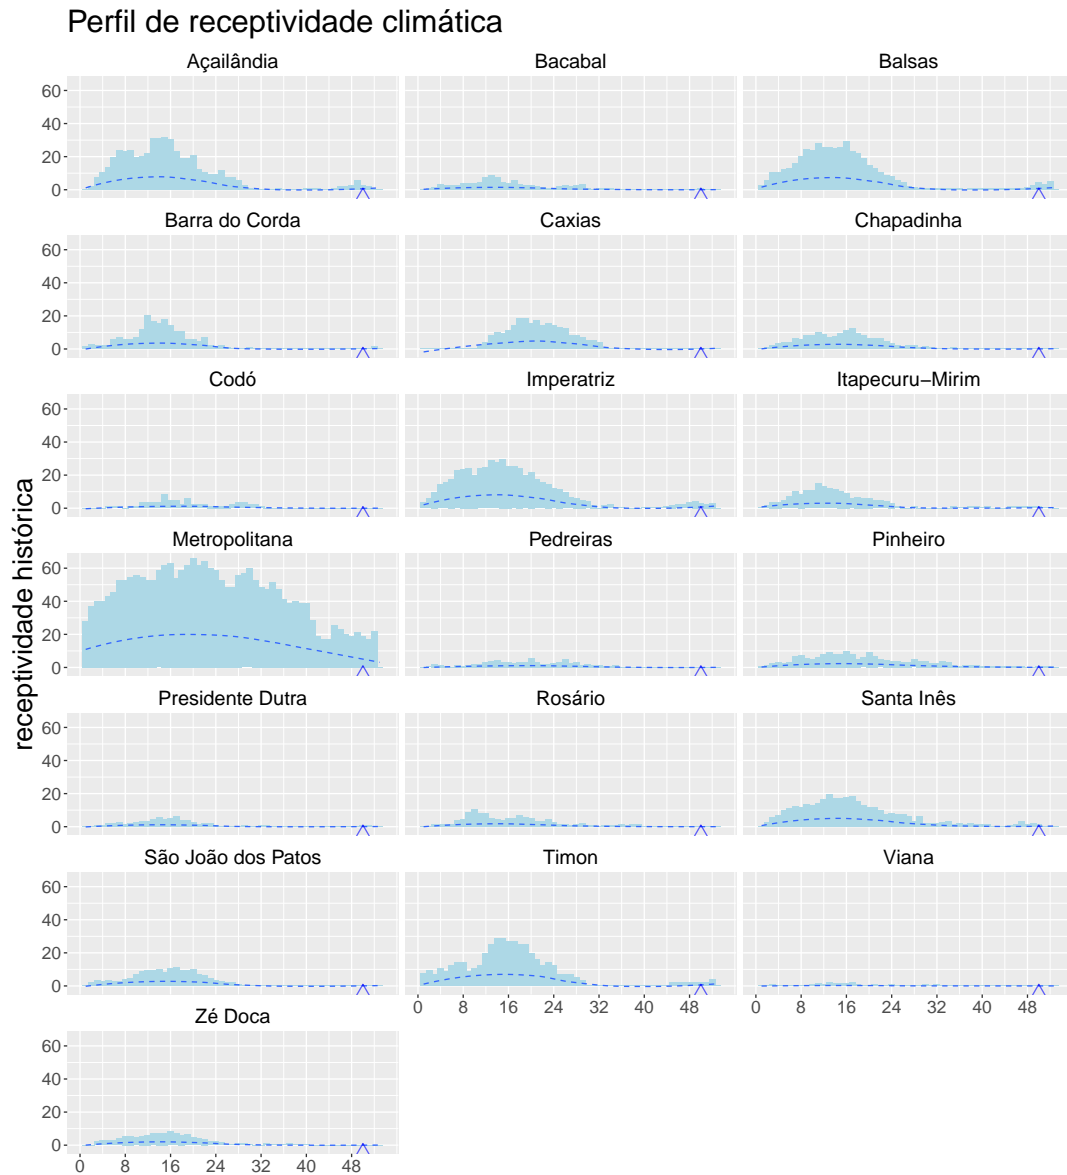 Perfil de receptividade climática
Açailândia Bacabal Balsas
60
40
20
0
Barra do Corda Caxias Chapadinha
60
40
20
0
Codó Imperatriz Itapecuru−Mirim
60
40
20
0
Metropolitana Pedreiras Pinheiro
60
40
20
0
receptividade histórica
Presidente Dutra Rosário Santa Inês
60
40
20
0
São João dos Patos Timon Viana
60
40
20
0
0 8 16 24 32 40 48 0 8 16 24 32 40 48
Zé Doca
60
40
20
0
0 8 16 24 32 40 48